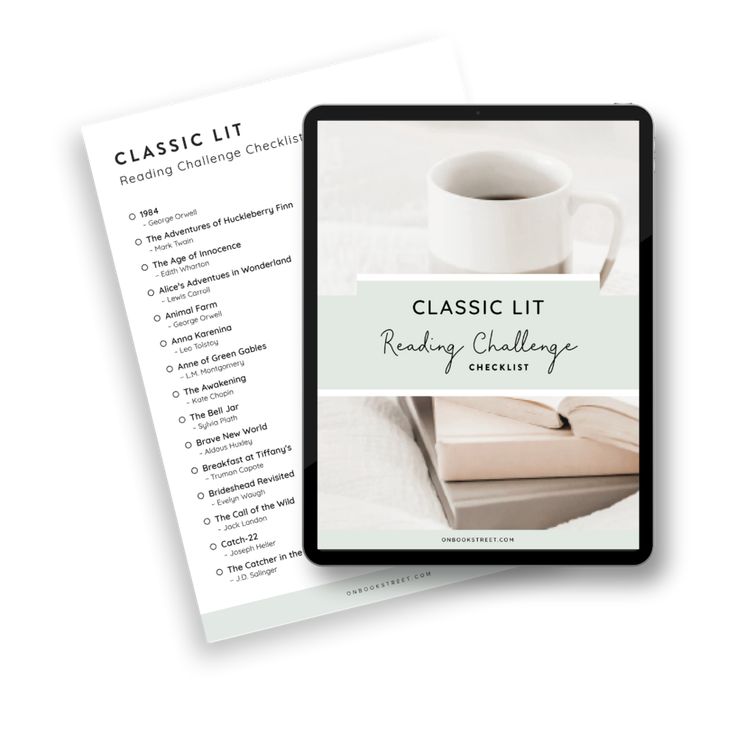 CLASSIC LIT
Reading Challenge Checklist
1984
- George Orwell
The Adventures of Huckleberry Finn
- Mark Twain
The Age of Innocence
- Edith Wharton
Alice's Adventues in Wonderland
- Lewis Carroll
Animal Farm
- George Orwell
Anna Karenina
- Leo Tolstoy
Anne of Green Gables
- L.M. Montgomery
The Awakening
- Kate Chopin
The Bell Jar
- Sylvia Plath
Brave New World
- Aldous Huxley
Breakfast at Tiffany's
- Truman Capote
Brideshead Revisited
- Evelyn Waugh
The Call of the Wild
- Jack London
Catch-22
- Joseph Heller
The Catcher in the
- J.D. Salinger
ONBOOKSTREET.COM
CLASSIC LIT
Reading Challenge
CHECKLIST
ONBOOKSTREET.COM